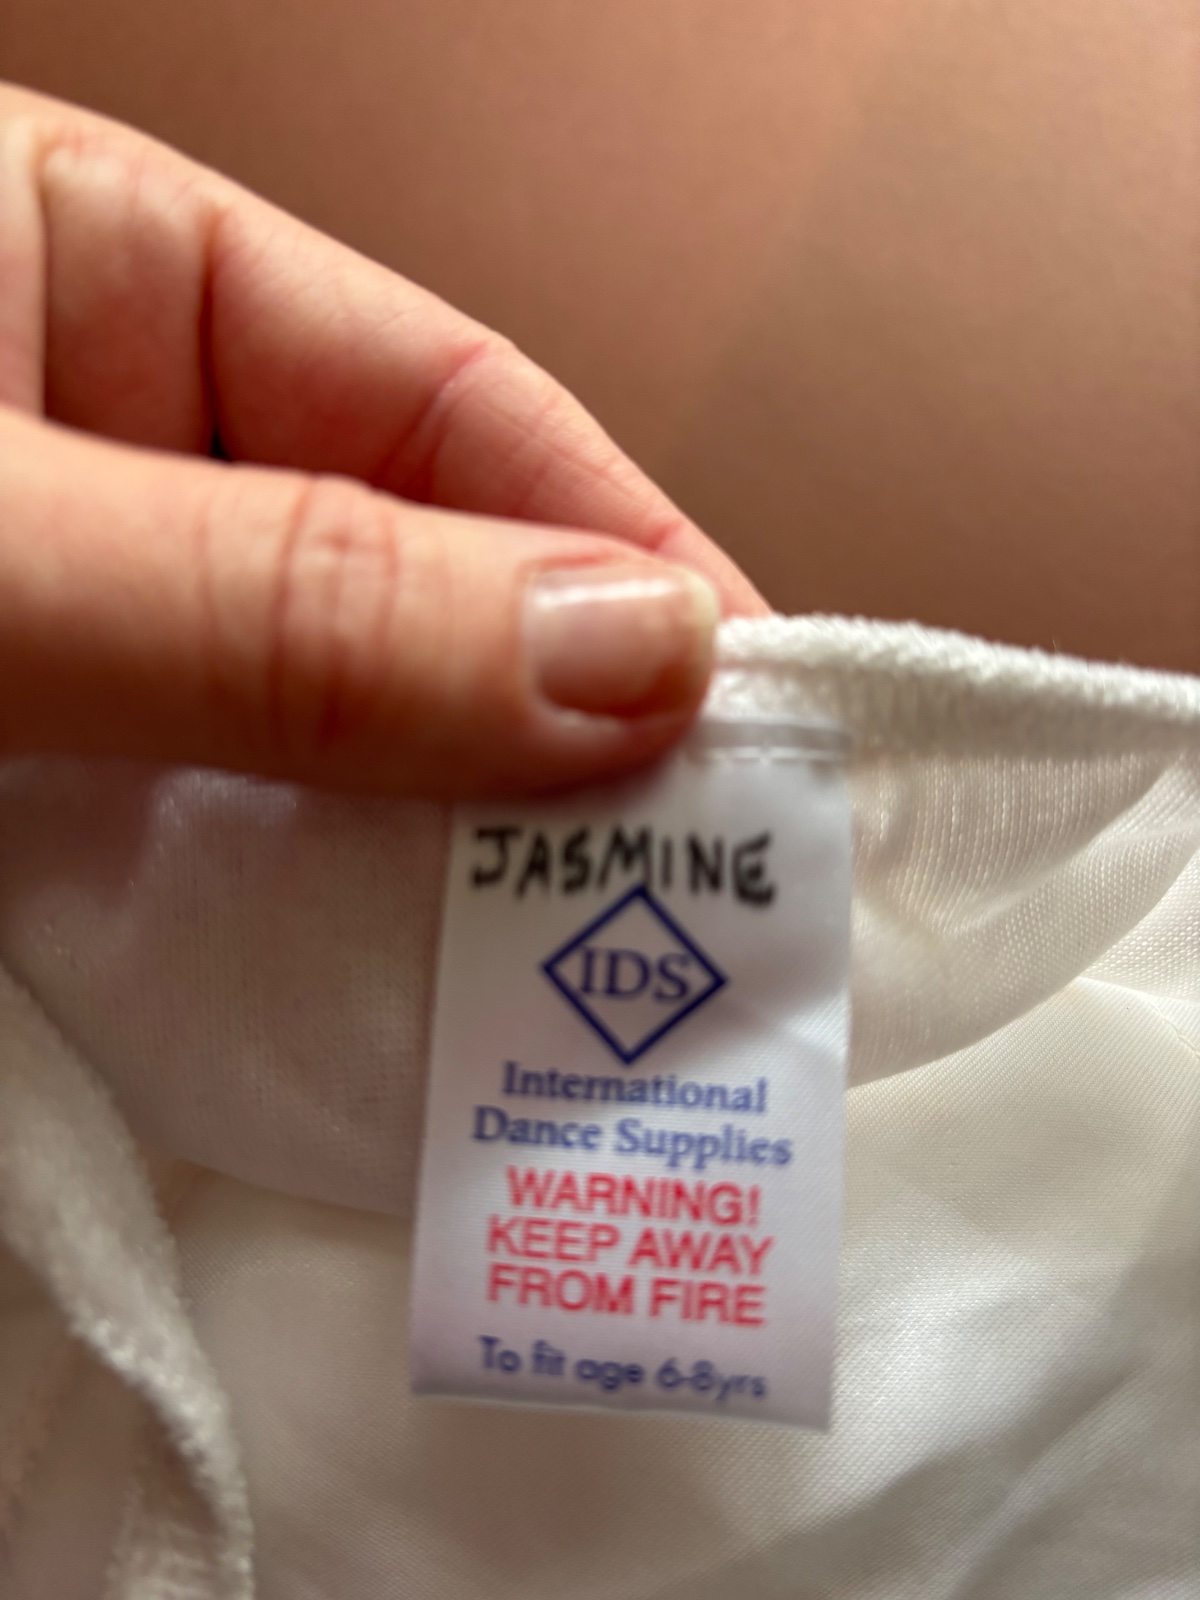 JASMINE
IDS
International
Dance Supplies
WARNING!
KEEP AWAY
FROM FIRE
To fit age 6-8yrs